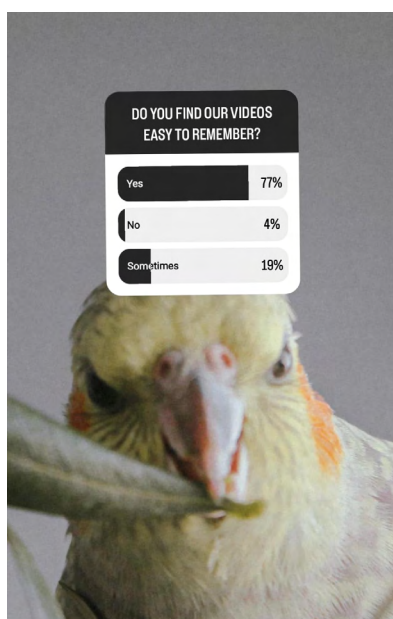 DO YOU FIND OUR VIDEOS
EASY TO REMEMBER?
Yes 77%
No 4%
Sometimes 19%